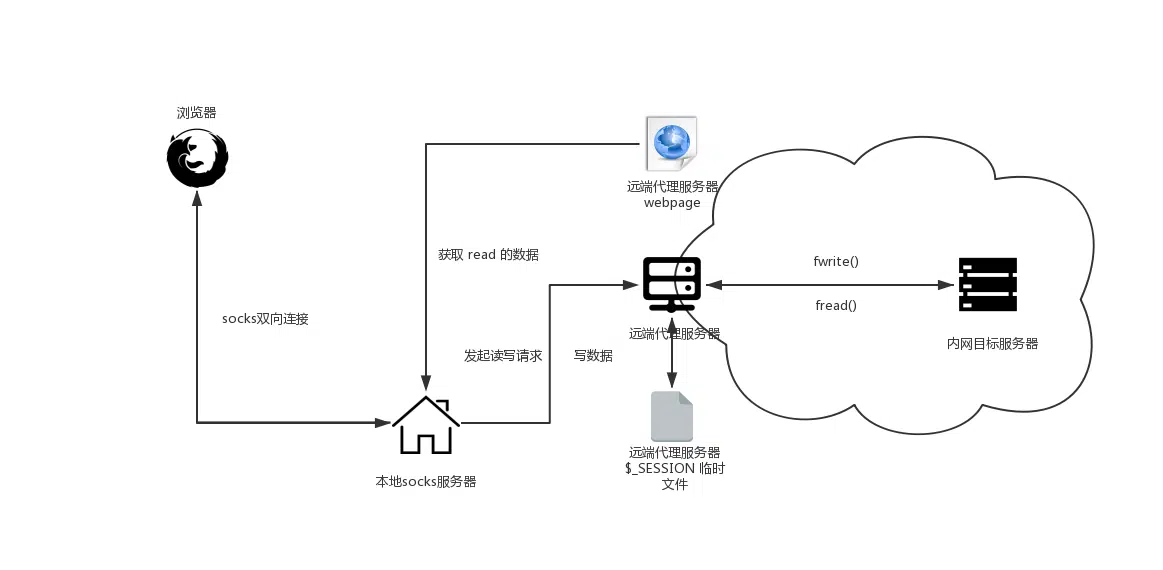 浏览器
远端代理服务器
webpage
获取 read 的数据
fwrite()
fread()
socks双向连接
远端代理服务器
内网目标服务器
发起读写请求
写数据
远端代理服务器
$_SESSION 临时
文件
本地socks服务器